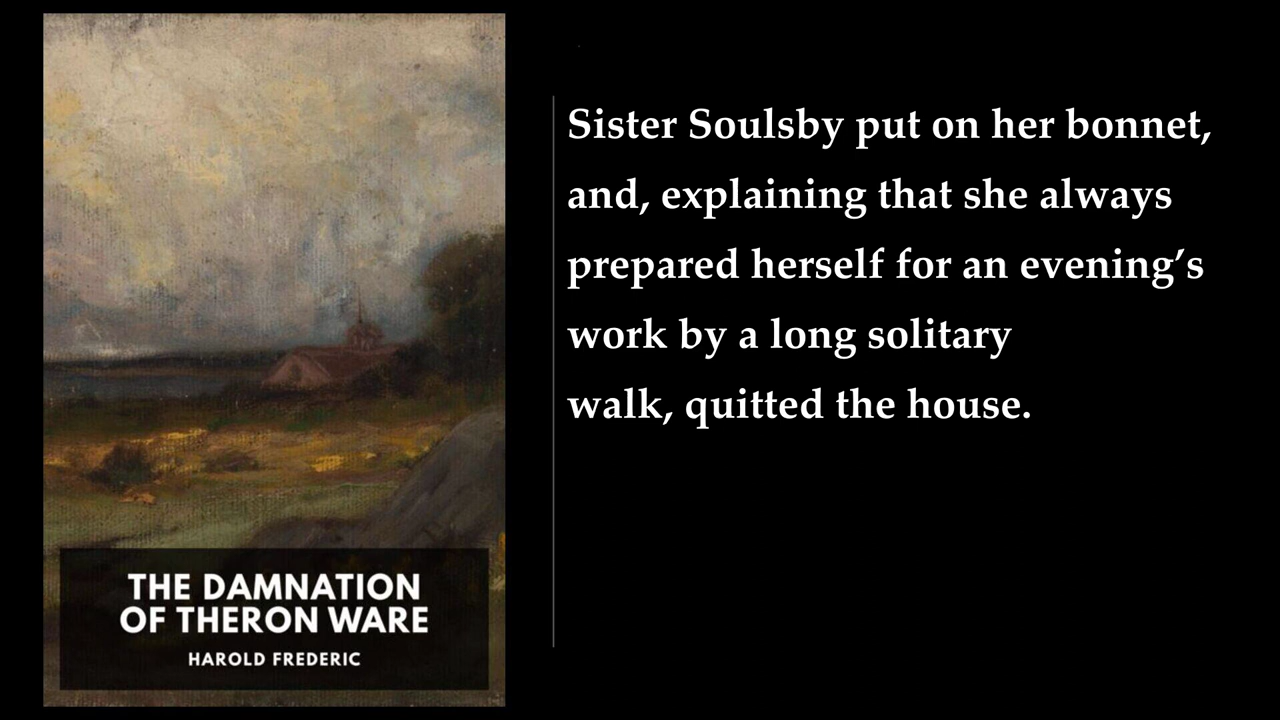 Sister Soulsby put on her bonnet,
and, explaining that she always
prepared herself for an evening’s
work by a long solitary
walk, quitted the house.
THE DAMNATION
OF THERON WARE
HAROLD FREDERIC